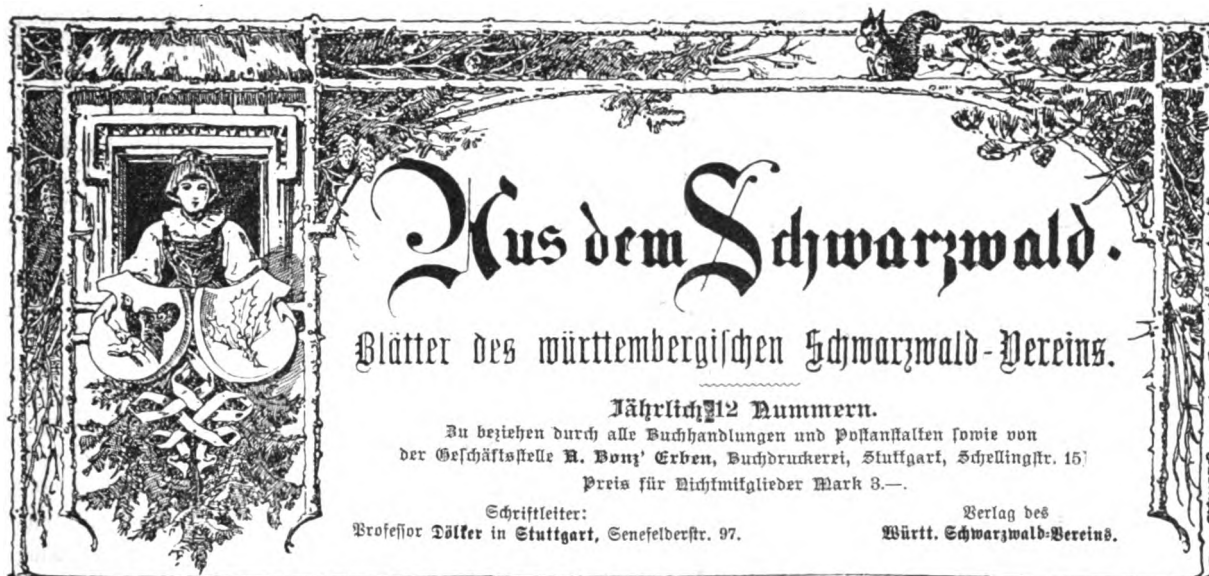 Aus dem Schwarzwald.
Blätter des württembergischen Schwarzwald-Vereins.
Jährlich 12 Nummern.
Zu beziehen durch alle Buchhandlungen und Postanstalten sowie von
der Geschäftsstelle A. Bonz' Erben, Buchdruckerei, Stuttgart, Schellingstr. 15
Preis für Nichtmitglieder Mark 3.—.
Schriftleiter:
Professor Dölker in Stuttgart, Senefelderstr. 97.
Verlag des
Württ. Schwarzwald-Vereins.